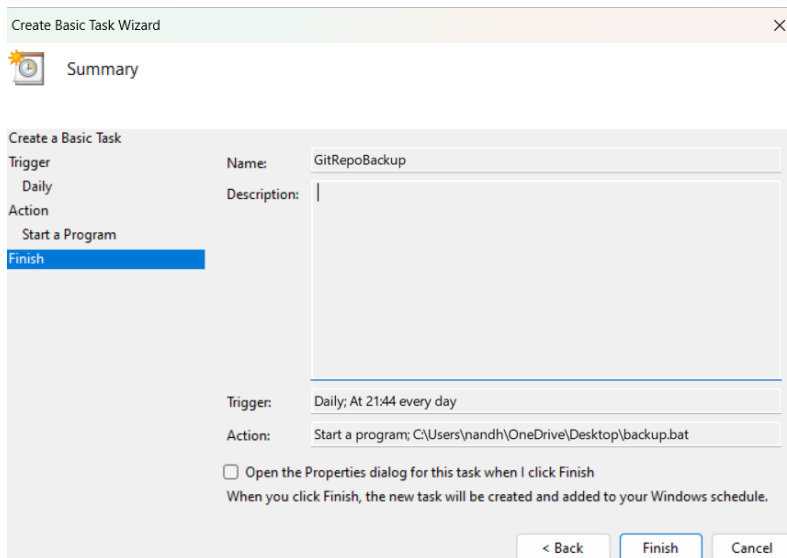 Create Basic Task Wizard
Summary
Create a Basic Task
Trigger
Daily
Action
Start a Program
Finish
Name: GitRepoBackup
Description:
Trigger: Daily; At 21:44 every day
Action: Start a program; C:\Users\nandh\OneDrive\Desktop\backup.bat
Open the Properties dialog for this task when I click Finish
When you click Finish, the new task will be created and added to your Windows schedule.
< Back Finish Cancel